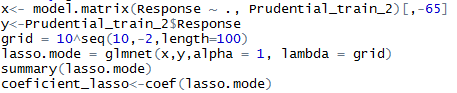 x<- model.matrix(Response ~ ., Prudential_train_2)[,-65]
y<-Prudential_train_2$Response
grid = 10^seq(10,-2,length=100)
lasso.mode = glmnet(x,y,alpha = 1, lambda = grid)
summary(lasso.mode)
coeficient_lasso<-coef(lasso.mode)